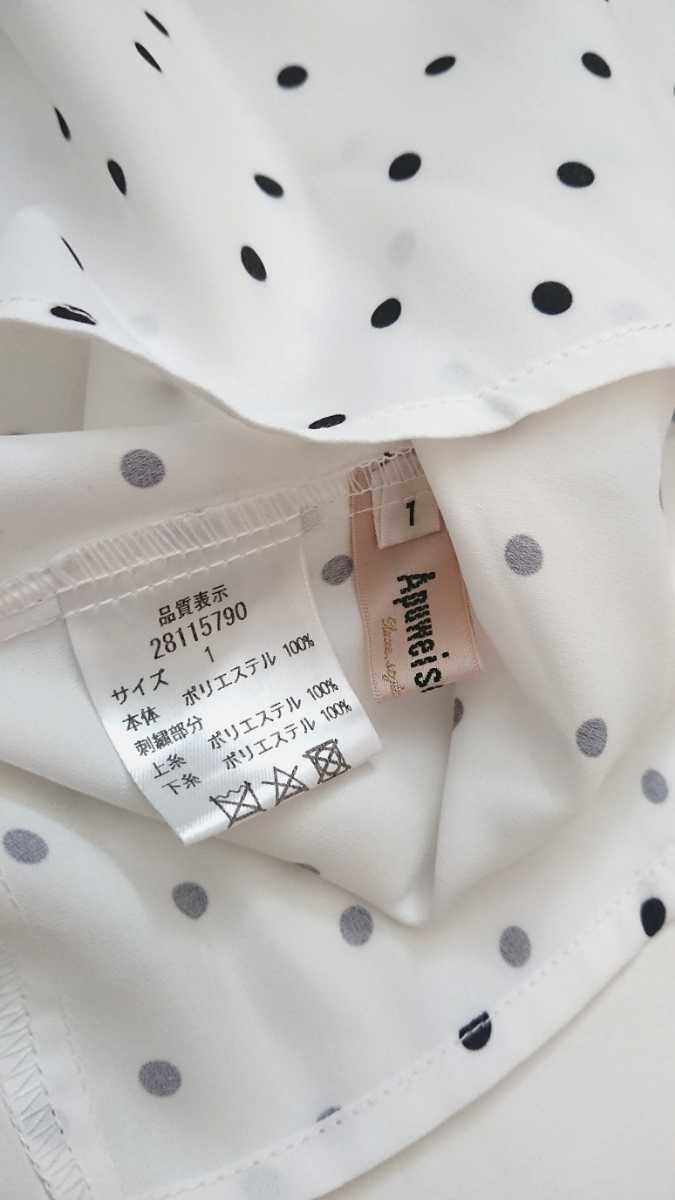 品質表示
28115790
サイズ 1
本体 ポリエステル 100%
刺繍部分
上糸 ポリエステル 100%
下糸 ポリエステル 100%
1
Apuweis